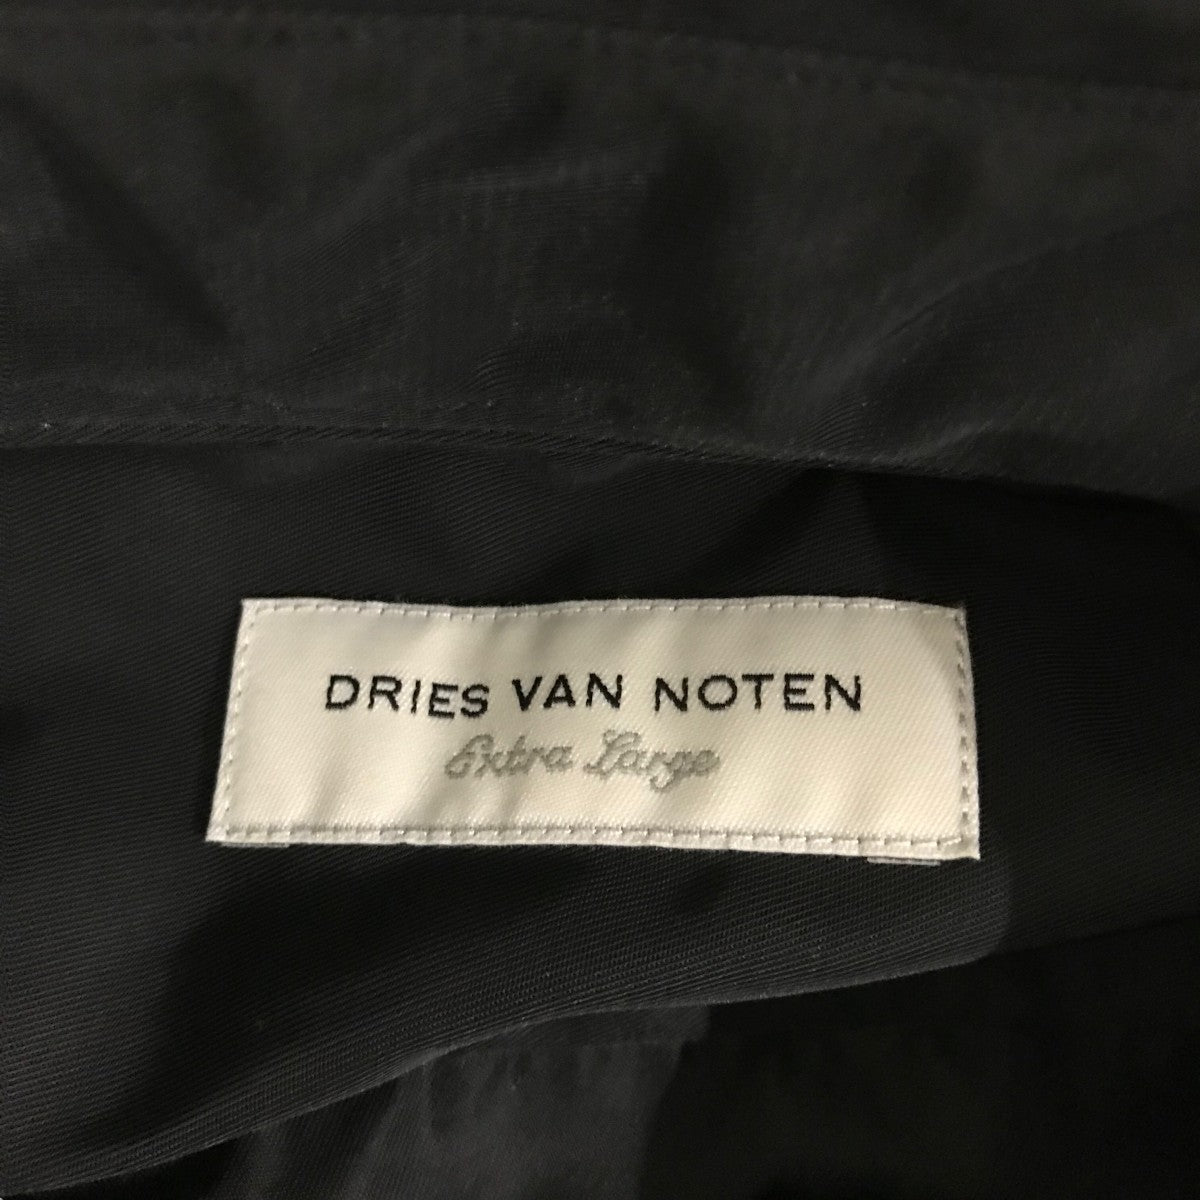 DRIES VAN NOTEN
Extra Large